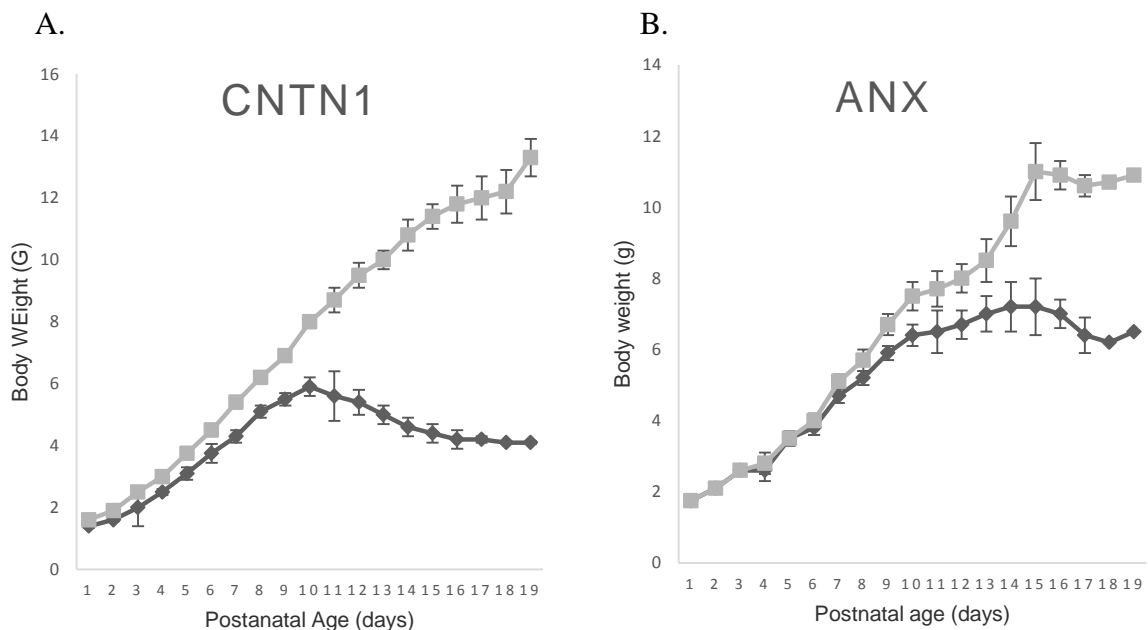 A.
CNTN1
16
14
12
10
8
6
4
2
0
Body WEight (G)
1 2 3 4 5 6 7 8 9 10 11 12 13 14 15 16 17 18 19
Postanatal Age (days)
B.
ANX
14
12
10
8
6
4
2
0
Body weight (g)
1 2 3 4 5 6 7 8 9 10 11 12 13 14 15 16 17 18 19
Postnatal age (days)